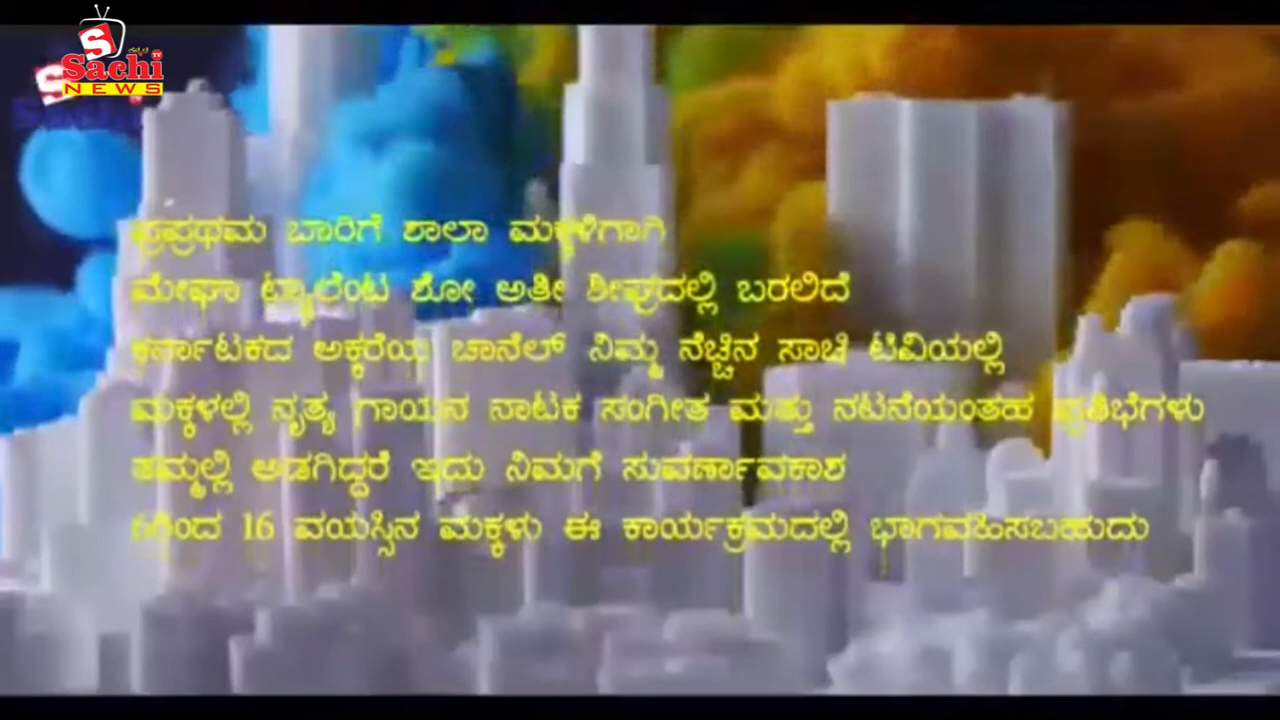 Sachi
TV
NEWS
ಪ್ರಪ್ರಥಮ ಬಾರಿಗೆ ಶಾಲಾ ಮಕ್ಕಳಿಗಾಗಿ
ಮೇಘಾ ಟ್ಯಾಲೆಂಟ ಶೋ ಅತೀ ಶೀಘ್ರದಲ್ಲಿ ಬರಲಿದೆ
ಕರ್ನಾಟಕದ ಅಕ್ಕರೆಯ ಚಾನೆಲ್ ನಿಮ್ಮ ನೆಚ್ಚಿನ ಸಾಚಿ ಟಿವಿಯಲ್ಲಿ
ಮಕ್ಕಳಲ್ಲಿ ನೃತ್ಯ ಗಾಯನ ನಾಟಕ ಸಂಗೀತ ಮತ್ತು ನಟನೆಯಂತಹ ಪ್ರತಿಭೆಗಳು
ತಮ್ಮಲ್ಲಿ ಅಡಗಿದ್ದರೆ ಇದು ನಿಮಗೆ ಸುವರ್ಣಾವಕಾಶ
6ರಿಂದ 16 ವಯಸ್ಸಿನ ಮಕ್ಕಳು ಈ ಕಾರ್ಯಕ್ರಮದಲ್ಲಿ ಭಾಗವಹಿಸಬಹುದು